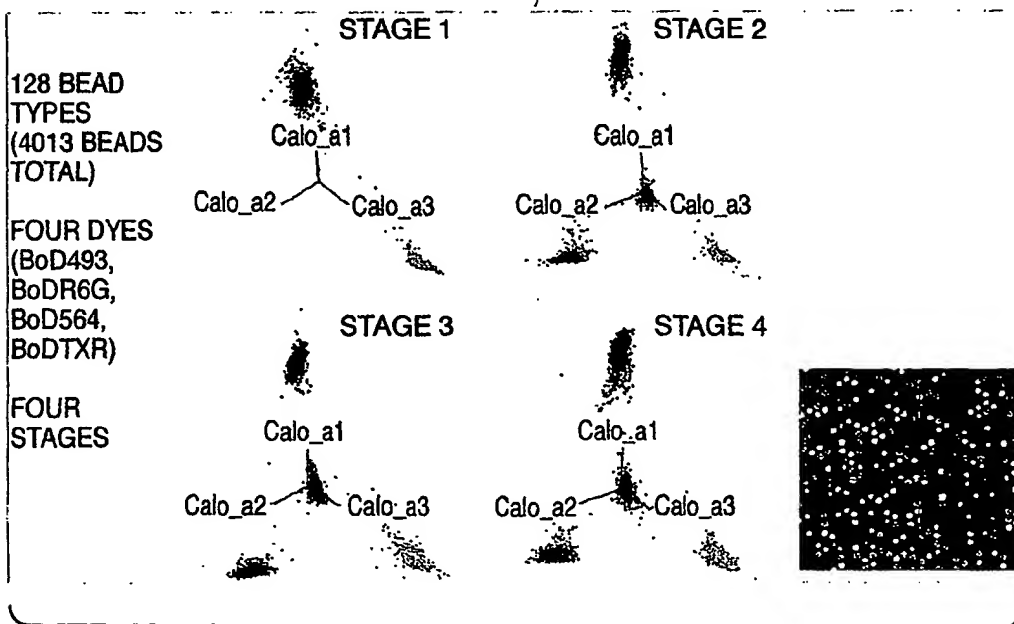 128 BEAD
TYPES
(4013 BEADS
TOTAL)
FOUR DYES
(BoD493,
BoDR6G,
BoD564,
BoDTXR)
FOUR
STAGES
STAGE 1
Calo_a1
Calo_a2
Calo_a3
STAGE 2
Calo_a1
Calo_a2
Calo_a3
STAGE 3
Calo_a1
Calo_a2
Calo_a3
STAGE 4
Calo_a1
Calo_a2
Calo_a3